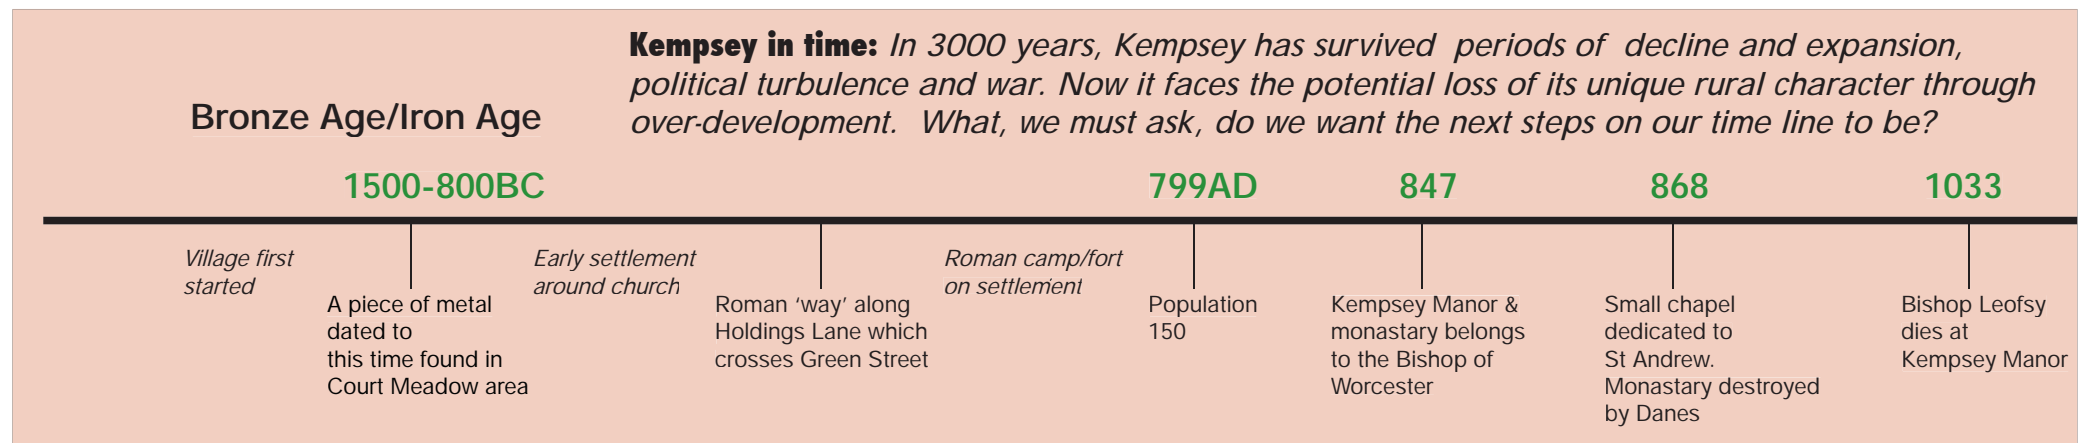 Kempsey in time: In 3000 years, Kempsey has survived periods of decline and expansion,
political turbulence and war. Now it faces the potential loss of its unique rural character through
over-development. What, we must ask, do we want the next steps on our time line to be?
Bronze Age/Iron Age
1500-800BC
799AD
847
868
1033
Village first
started
A piece of metal
dated to
this time found in
Court Meadow area
Early settlement
around church
Roman ‘way’ along
Holdings Lane which
crosses Green Street
Roman camp/fort
on settlement
Population
150
Kempsey Manor &
monastary belongs
to the Bishop of
Worcester
Small chapel
dedicated to
St Andrew.
Monastary destroyed
by Danes
Bishop Leofsy
dies at
Kempsey Manor